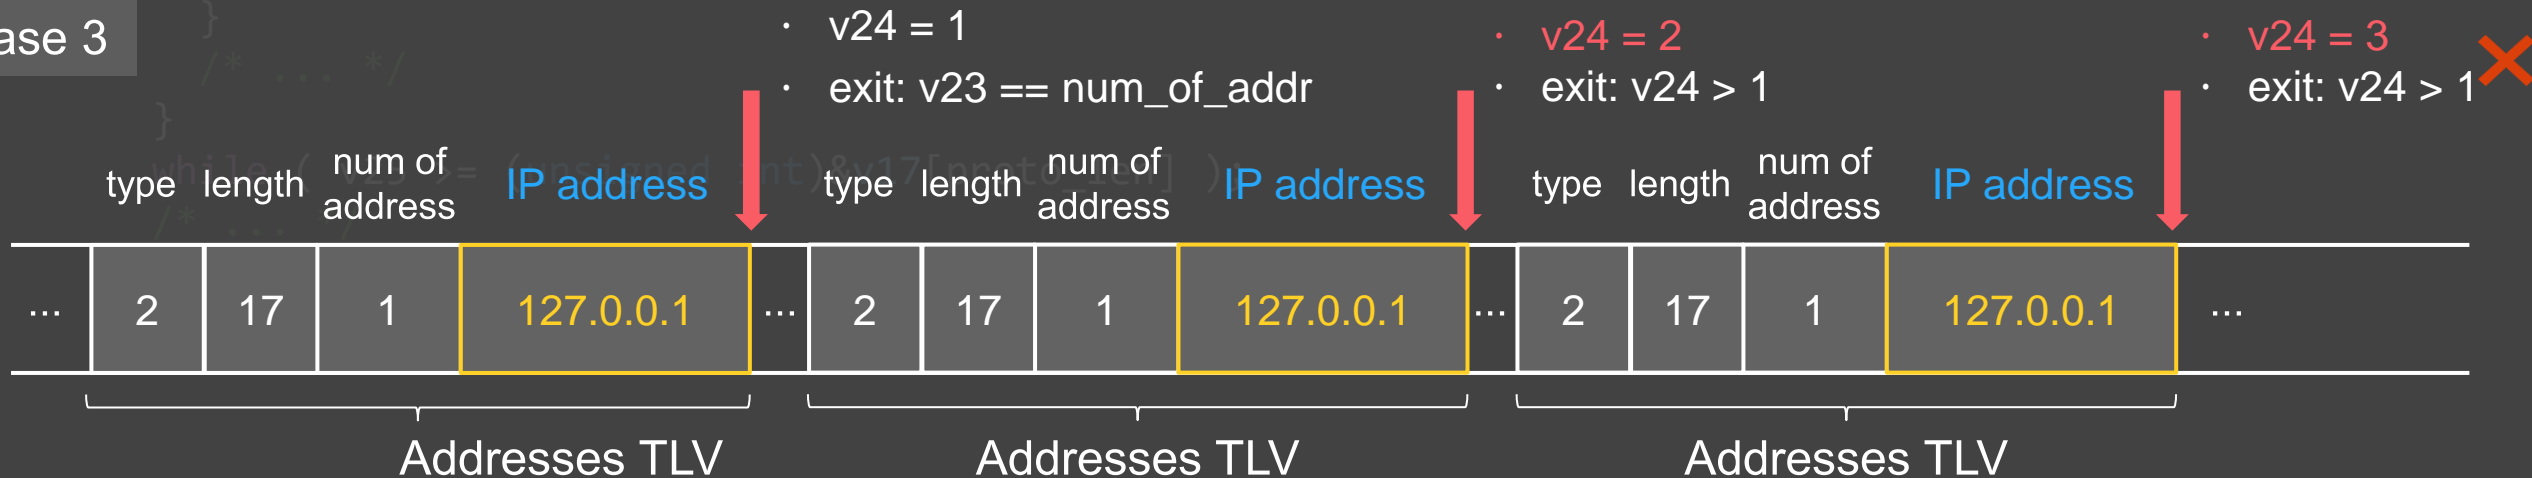 ase 3
}
/* ... */
}
/* ... */
· v24 = 1
· exit: v23 == num_of_addr
· v24 = 2
· exit: v24 > 1
· v24 = 3
· exit: v24 > 1
type length num of address IP address
type length num of address IP address
type length num of address IP address
... 2 17 1 127.0.0.1 ... 2 17 1 127.0.0.1 ... 2 17 1 127.0.0.1 ...
Addresses TLV Addresses TLV Addresses TLV